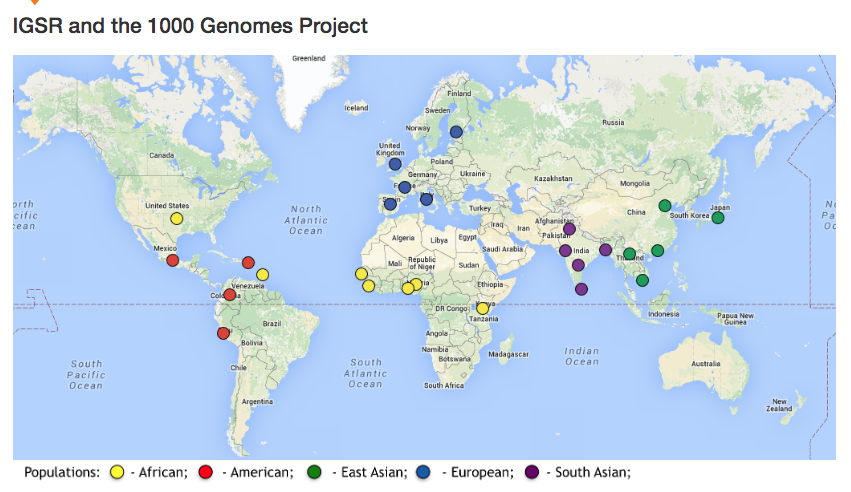 IGSR and the 1000 Genomes Project
Greenland
Iceland
Finland
Sweden
Norway
Russia
United
Kingdom
Canada
Poland
Germany
Ukraine
Kazakhstan
Mongolia
United States
North
Atlantic
Ocean
Turkey
Afghanistan
Iraq
Iran
Pakistan
China
South Korea
Japan
Algeria
Libya
Egypt
Saudi Arabia
India
Mexico
Mali
Republic
of Niger
Sudan
Venezuela
Ethiopia
DR Congo
Tanzania
Indonesia
Papua New
Guinea
Brazil
Angola
Bolivia
Namibia
Botswana
Madagascar
South
Pacific
Ocean
Chile
South
Atlantic
Ocean
Indian
Ocean
Australia
South Africa
Argentina
New
Zealand
Populations: - African; - American; - East Asian; - European; - South Asian;